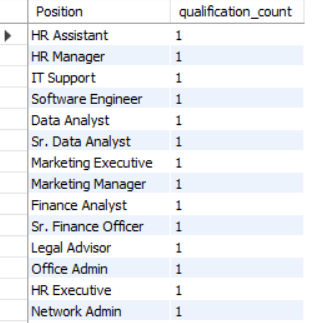 Position qualification_count
HR Assistant 1
HR Manager 1
IT Support 1
Software Engineer 1
Data Analyst 1
Sr. Data Analyst 1
Marketing Executive 1
Marketing Manager 1
Finance Analyst 1
Sr. Finance Officer 1
Legal Advisor 1
Office Admin 1
HR Executive 1
Network Admin 1